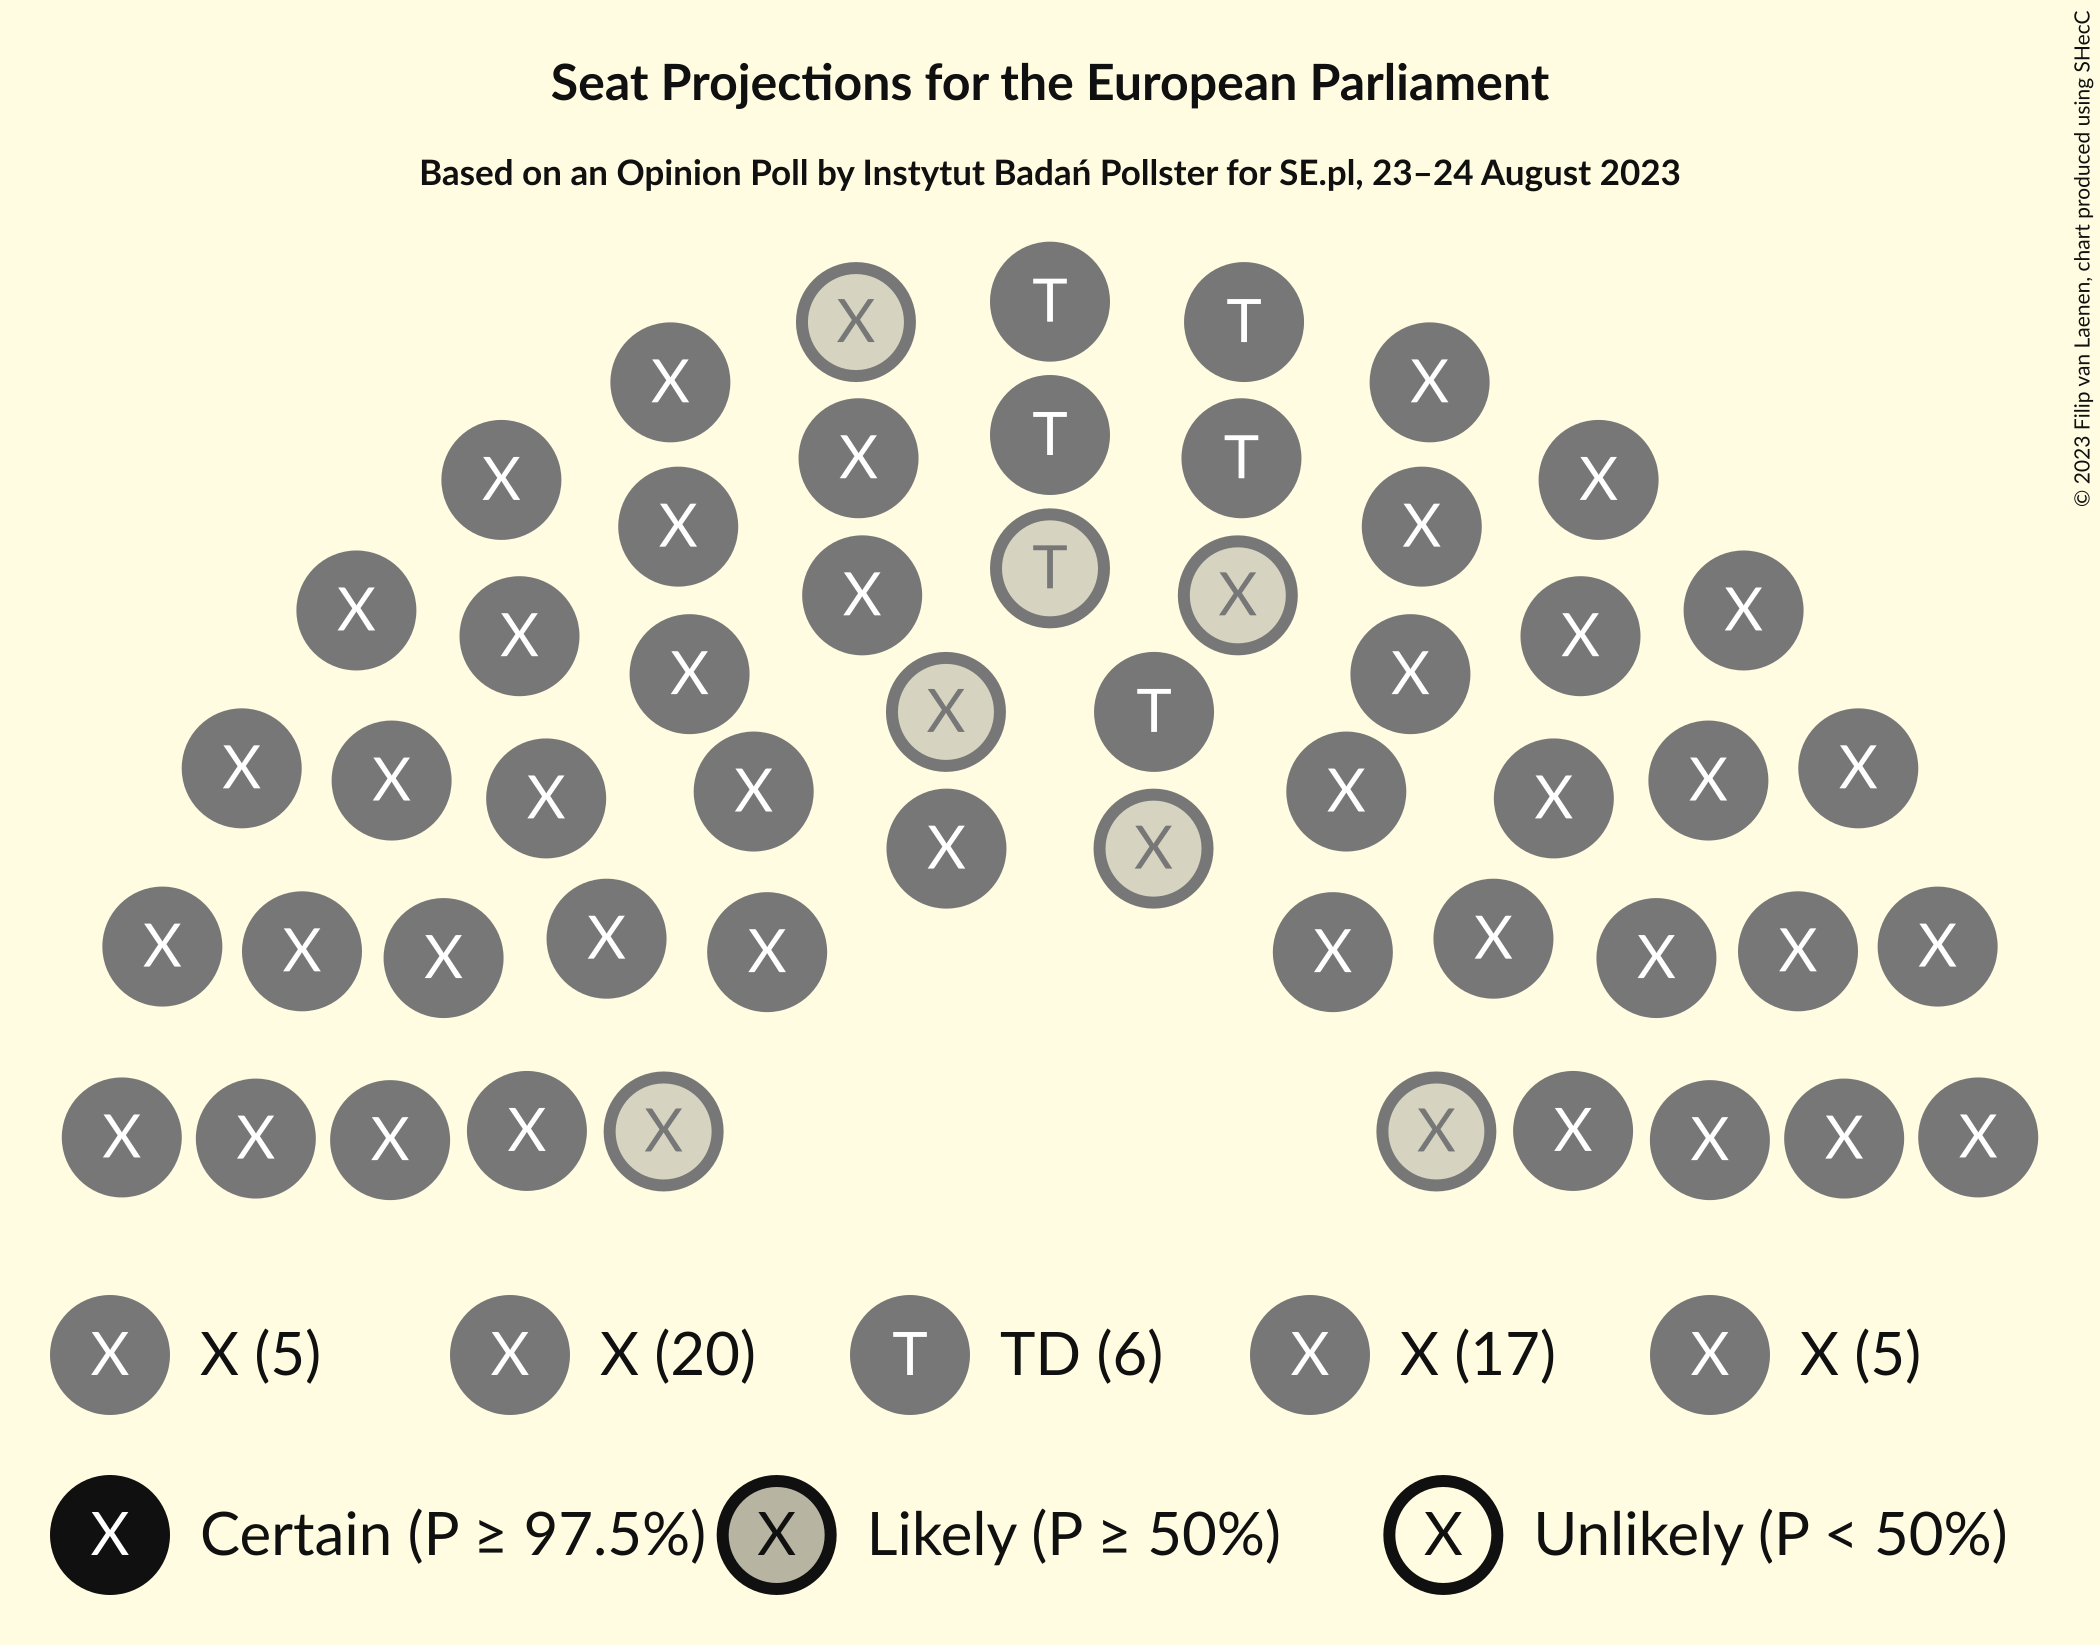 Seat Projections for the European Parliament
Based on an Opinion Poll by Instytut Badań Pollster for SE.pl, 23–24 August 2023
© 2023 Filip van Laenen, chart produced using SHecC
T
X T
X X
T
X T
X X
X X
T
X X
X X
X X
X X
X T
X X
X X X X X X X X
X X
X X X X X X X X X X
X X X X X X X X X X
X X (5) X X (20) T TD (6) X X (17) X X (5)
X Certain (P ≥ 97.5%) X Likely (P ≥ 50%) X Unlikely (P < 50%)